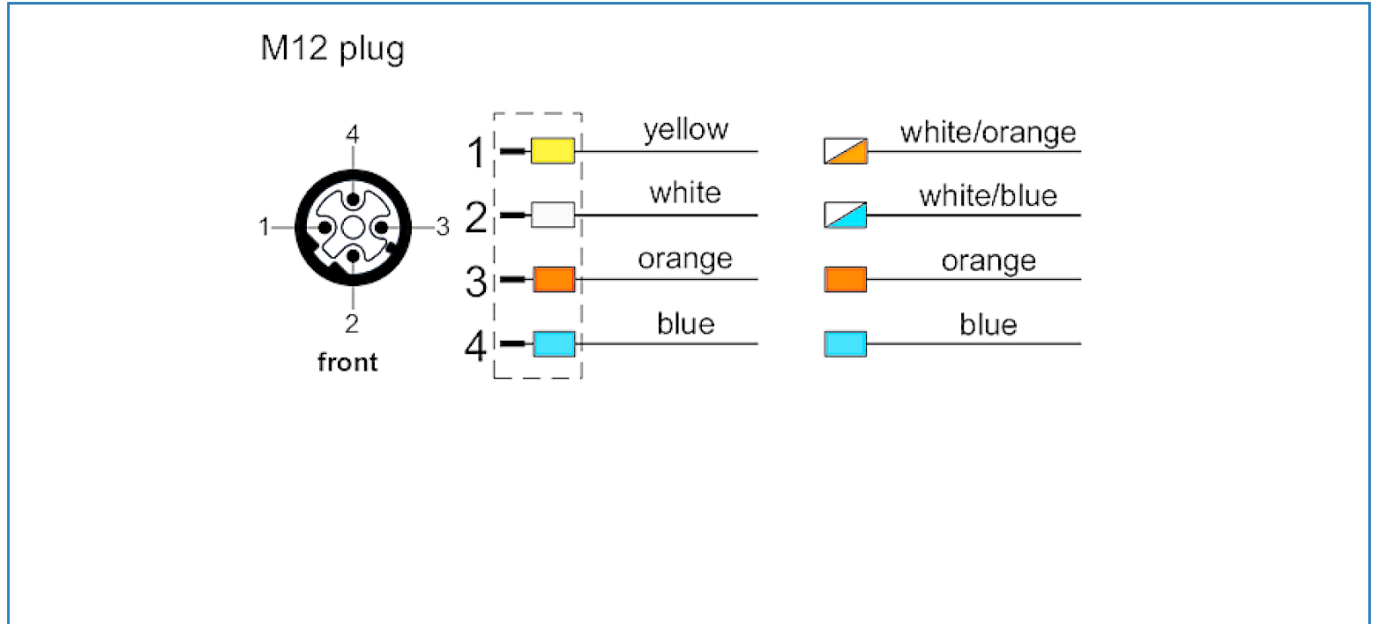 M12 plug
4
1 3
2
front
1 yellow white/orange
2 white white/blue
3 orange orange
4 blue blue